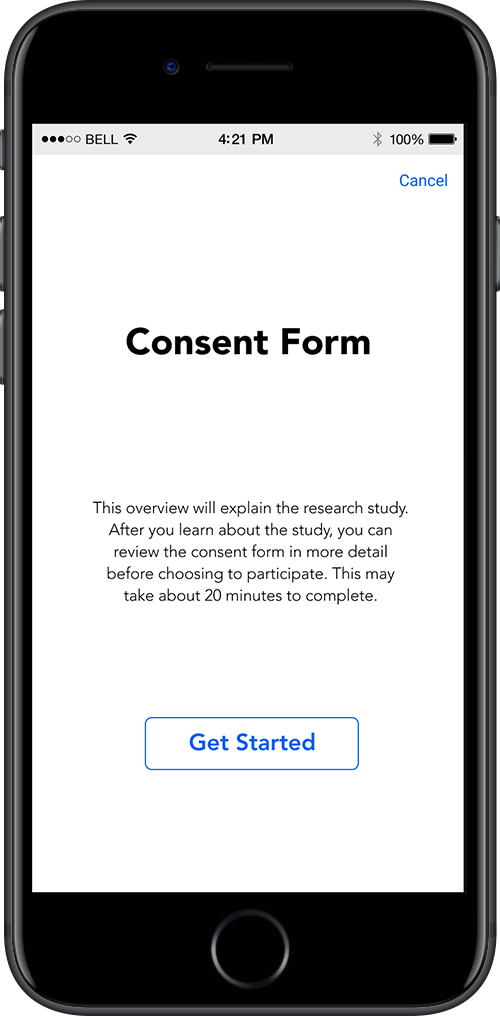 BELL 4:21 PM 100%
Cancel
Consent Form
This overview will explain the research study.
After you learn about the study, you can
review the consent form in more detail
before choosing to participate. This may
take about 20 minutes to complete.
Get Started